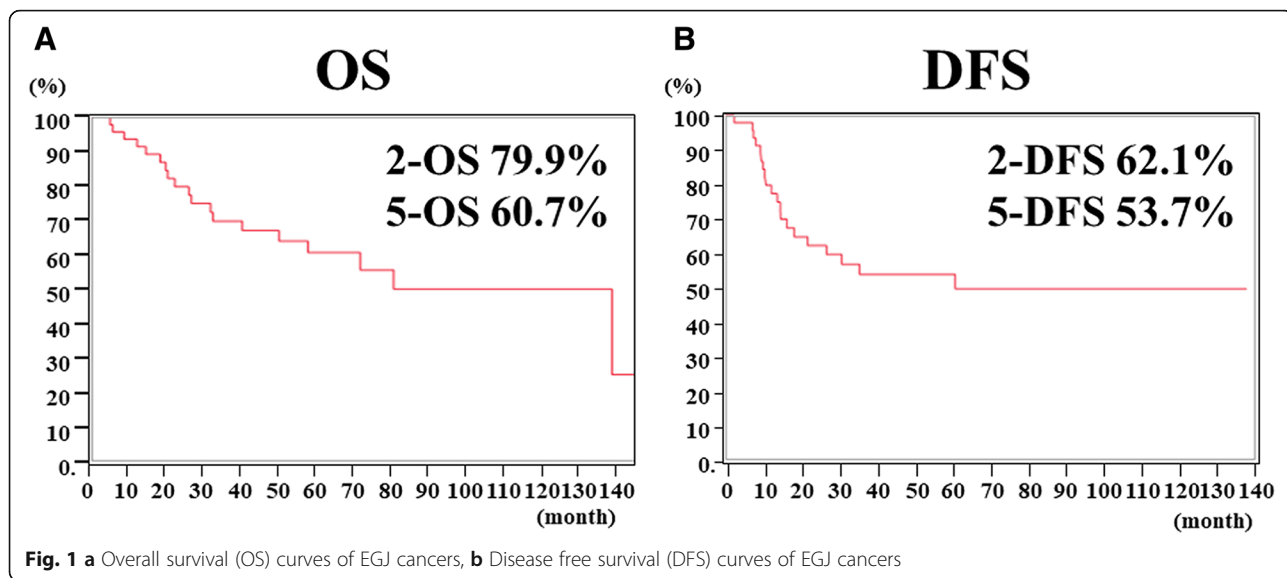 A
OS
(%)
2-OS 79.9%
5-OS 60.7%
100
90
80
70
60
50
40
30
20
10
0.
0 10 20 30 40 50 60 70 80 90 100 110 120 130 140
(month)
B
DFS
(%)
2-DFS 62.1%
5-DFS 53.7%
100
90
80
70
60
50
40
30
20
10
0.
0 10 20 30 40 50 60 70 80 90 100 110 120 130 140
(month)
Fig. 1 a Overall survival (OS) curves of EGJ cancers, b Disease free survival (DFS) curves of EGJ cancers